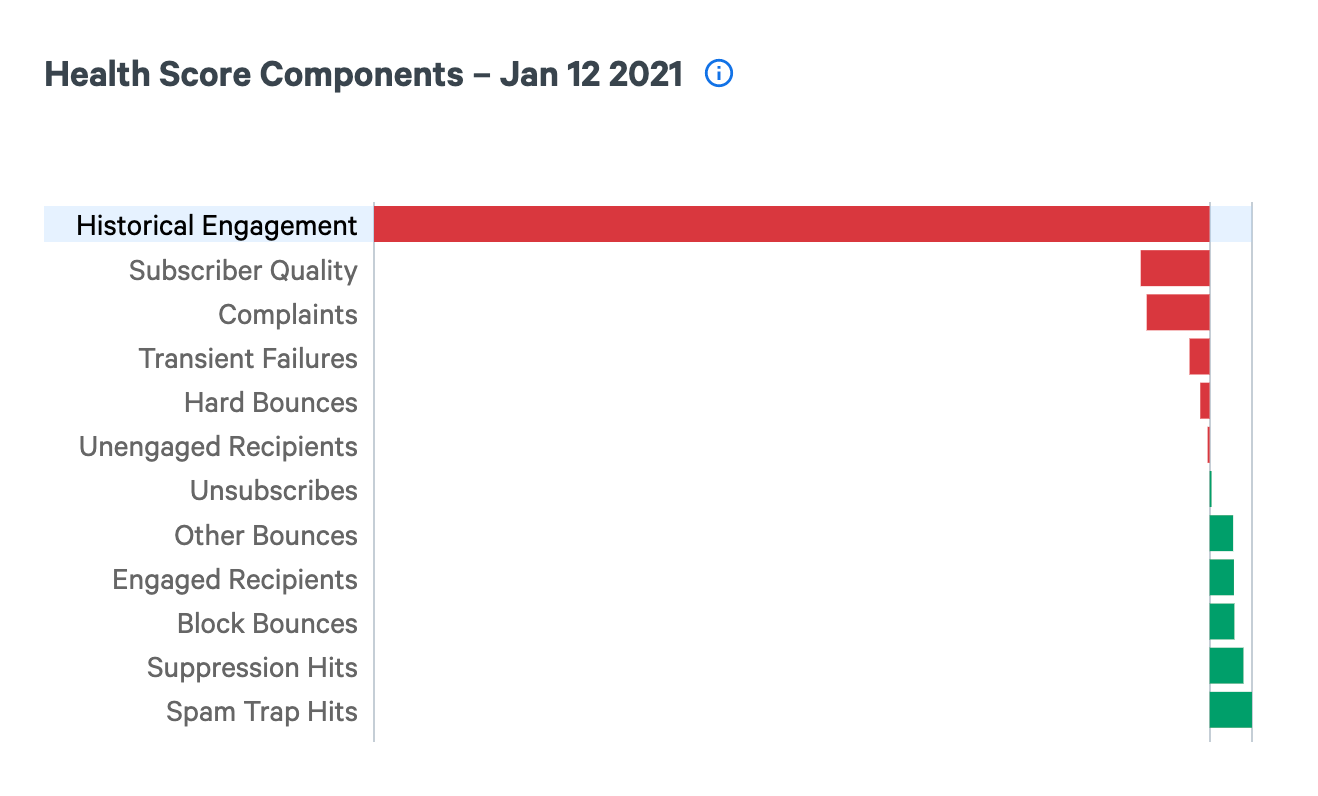 Health Score Components – Jan 12 2021
Historical Engagement
Subscriber Quality
Complaints
Transient Failures
Hard Bounces
Unengaged Recipients
Unsubscribes
Other Bounces
Engaged Recipients
Block Bounces
Suppression Hits
Spam Trap Hits